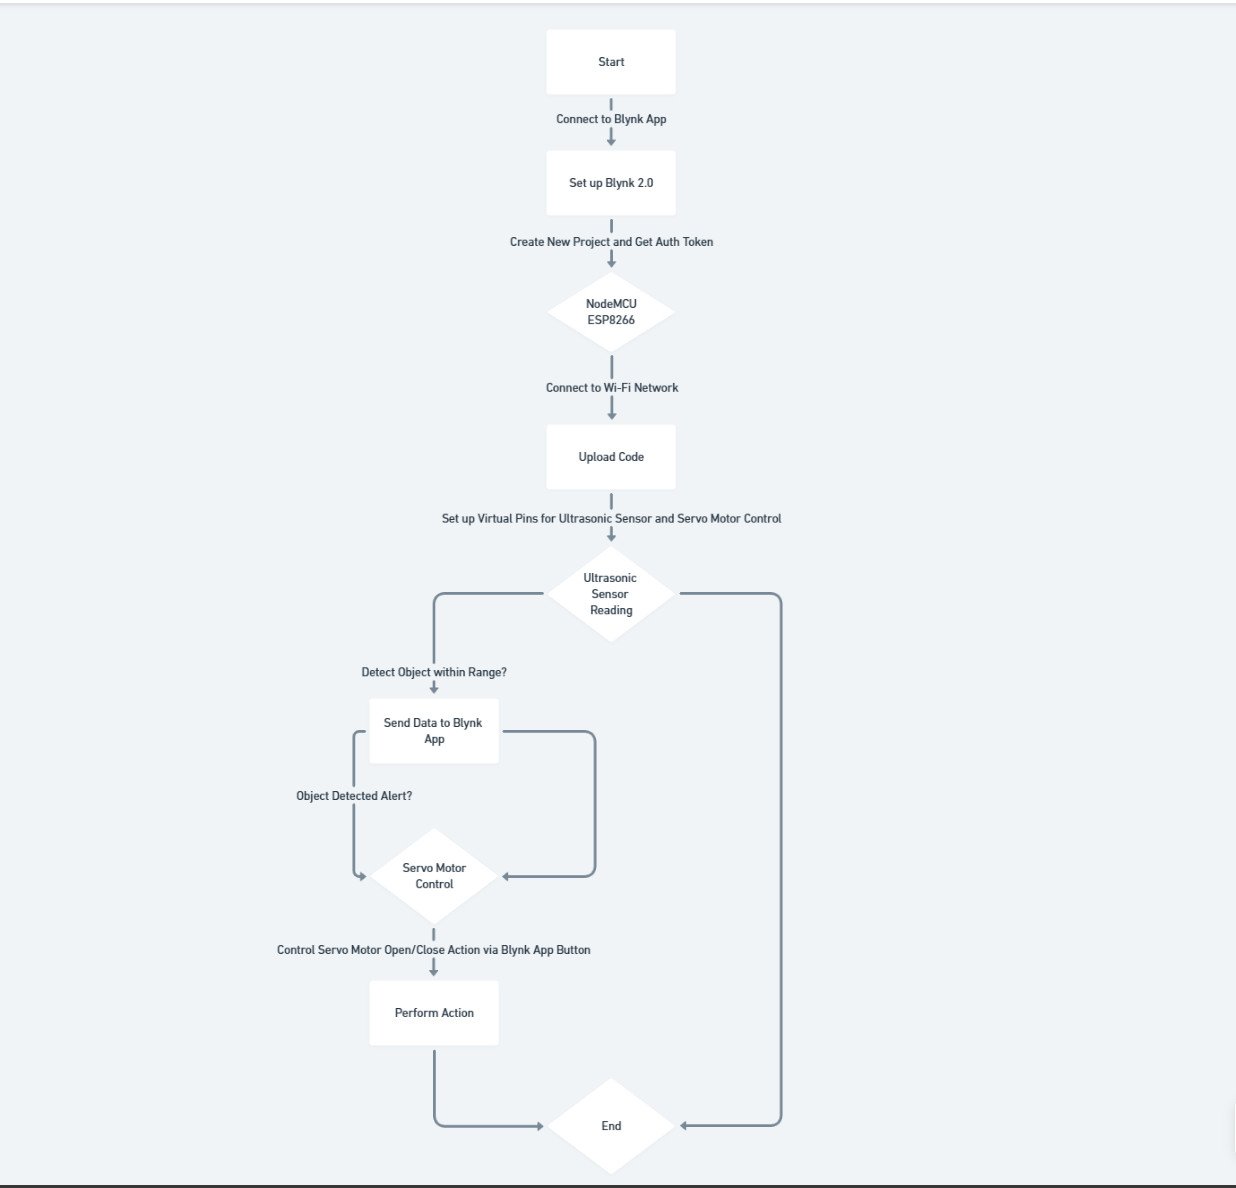 Start
Connect to Blynk App
Set up Blynk 2.0
Create New Project and Get Auth Token
NodeMCU
ESP8266
Connect to Wi-Fi Network
Upload Code
Set up Virtual Pins for Ultrasonic Sensor and Servo Motor Control
Ultrasonic
Sensor
Reading
Detect Object within Range?
Send Data to Blynk
App
Object Detected Alert?
Servo Motor
Control
Control Servo Motor Open/Close Action via Blynk App Button
Perform Action
End